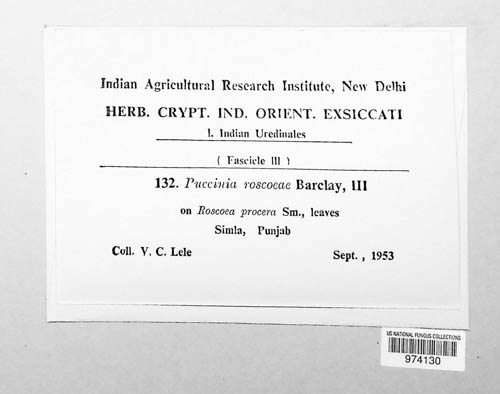 Indian Agricultural Research Institute, New Delhi
HERB. CRYPT. IND. ORIENT. EXSICCATI
1. Indian Uredinales
( Fascicle III )
132. Puccinia roscoeae Barclay, III
on Roscoea procera Sm., leaves
Simla, Punjab
Coll. V. C. Lele Sept. , 1953
US NATIONAL FUNGUS COLLECTIONS
974130